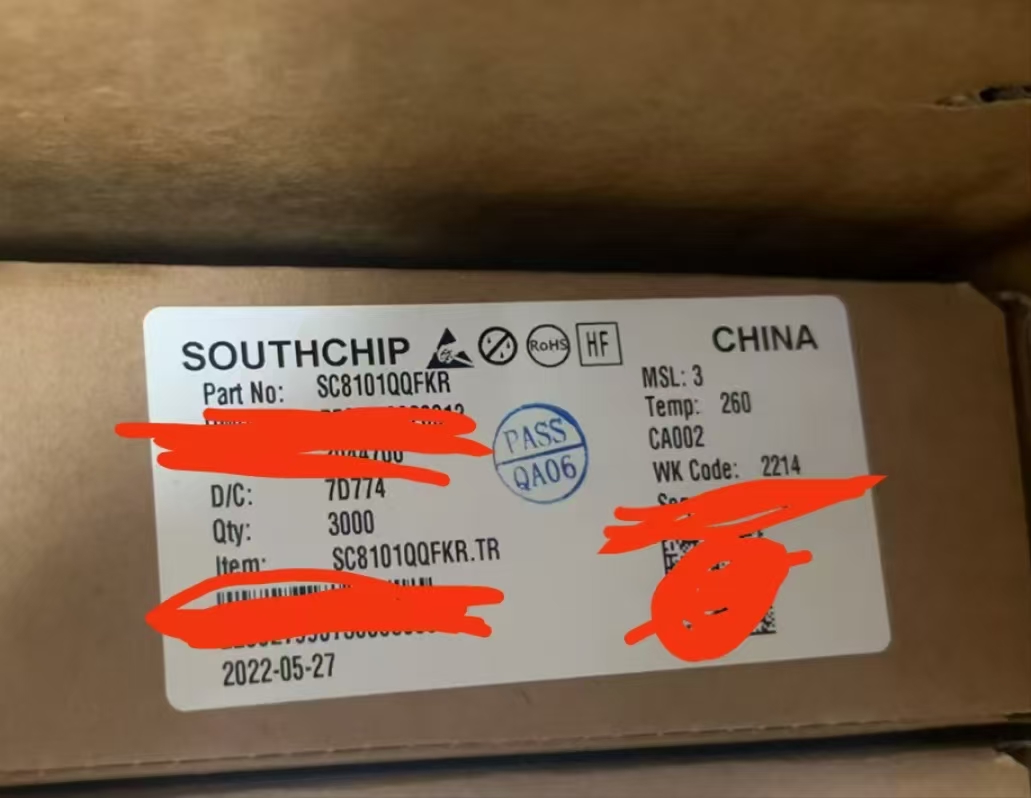 SOUTHCHIP RoHS HF CHINA
Part No: SC8101QQFKR
D/C: 7D774
Qty: 3000
Item: SC8101QQFKR.TR
2022-05-27
PASS
QA06
MSL: 3
Temp: 260
CA002
WK Code: 2214